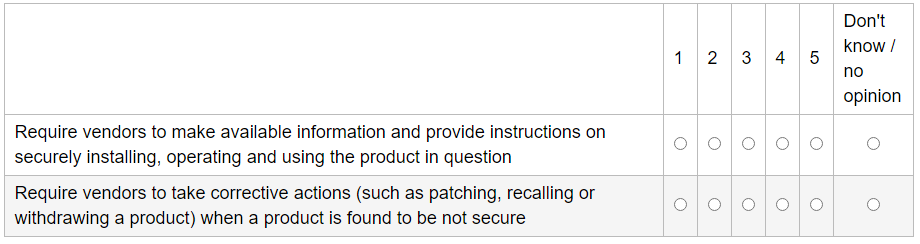 Don't
know /
1 2 3 4 5
no
opinion
Require vendors to make available information and provide instructions on
securely installing, operating and using the product in question
Require vendors to take corrective actions (such as patching, recalling or
withdrawing a product) when a product is found to be not secure